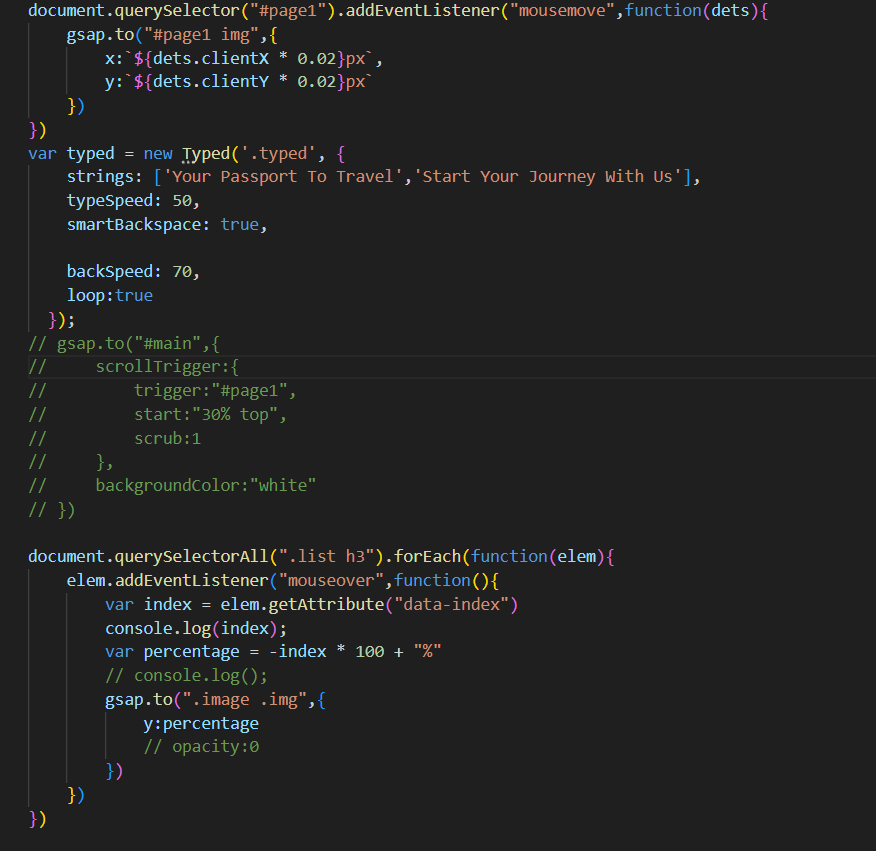 document.querySelector("#page1").addEventListener("mousemove",function(dets){
    gsap.to("#page1 img",{
        x:`${dets.clientX * 0.02}px`,
        y:`${dets.clientY * 0.02}px`
    })
})
var typed = new Typed('.typed', {
    strings: ['Your Passport To Travel','Start Your Journey With Us'],
    typeSpeed: 50,
    smartBackspace: true,

    backSpeed: 70,
    loop:true
  });
// gsap.to("#main",{
//     scrollTrigger:{
//         trigger:"#page1",
//         start:"30% top",
//         scrub:1
//     },
//     backgroundColor:"white"
// })

document.querySelectorAll(".list h3").forEach(function(elem){
    elem.addEventListener("mouseover",function(){
        var index = elem.getAttribute("data-index")
        console.log(index);
        var percentage = -index * 100 + "%"
        // console.log();
        gsap.to(".image .img",{
            y:percentage
            // opacity:0
        })
    })
})